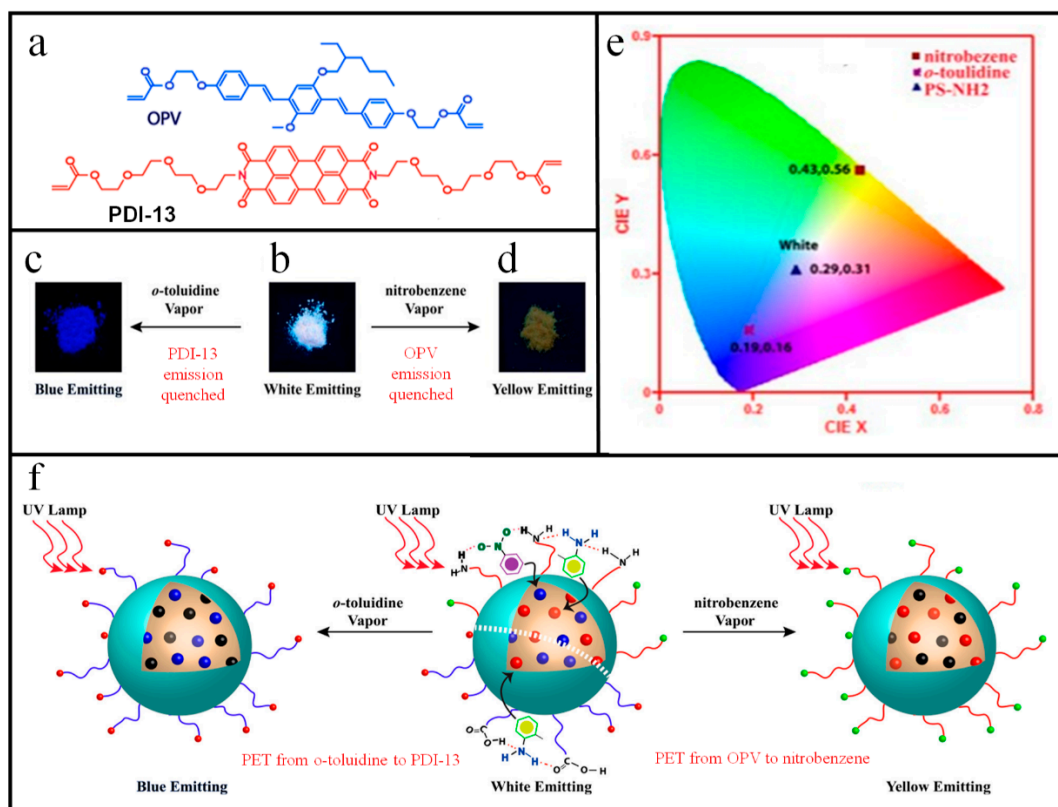 a
OPV
PDI-13
c
b
d
o-toluidine
Vapor
nitrobenzene
Vapor
PDI-13
emission
quenched
OPV
emission
quenched
Blue Emitting
White Emitting
Yellow Emitting
e
nitrobezene
o-toulidine
PS-NH2
0.9
0.6
0.3
0
CIE Y
0.43,0.56
White
0.29,0.31
0.19,0.16
0
0.2
0.4
0.6
0.8
CIE X
f
UV Lamp
UV Lamp
UV Lamp
o-toluidine
Vapor
nitrobenzene
Vapor
PET from o-toluidine to PDI-13
PET from OPV to nitrobenzene
Blue Emitting
White Emitting
Yellow Emitting